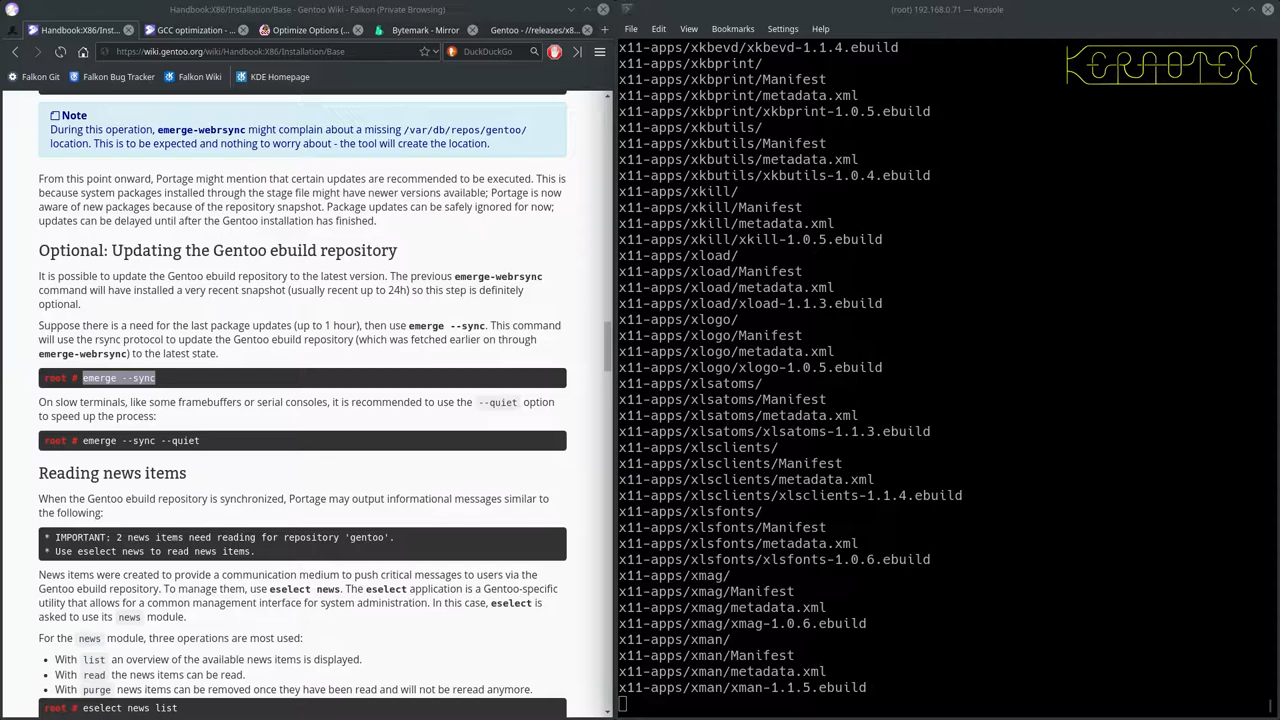 Handbook:X86/Installation/Base - Gentoo Wiki - Falkon (Private Browsing)
Handbook:X86/Inst...
GCC optimization - ...
Optimize Options (...
Bytemark - Mirror
Gentoo - //releases/x8...
https://wiki.gentoo.org/wiki/Handbook:X86/Installation/Base
DuckDuckGo
Falkon Git
Falkon Bug Tracker
Falkon Wiki
KDE Homepage
Note
During this operation, emerge-webrsync might complain about a missing /var/db/repos/gentoo/
location. This is to be expected and nothing to worry about - the tool will create the location.
From this point onward, Portage might mention that certain updates are recommended to be executed. This is
because system packages installed through the stage file might have newer versions available; Portage is now
aware of new packages because of the repository snapshot. Package updates can be safely ignored for now;
updates can be delayed until after the Gentoo installation has finished.
Optional: Updating the Gentoo ebuild repository
It is possible to update the Gentoo ebuild repository to the latest version. The previous emerge-webrsync
command will have installed a very recent snapshot (usually recent up to 24h) so this step is definitely
optional.
Suppose there is a need for the last package updates (up to 1 hour), then use emerge --sync. This command
will use the rsync protocol to update the Gentoo ebuild repository (which was fetched earlier on through
emerge-webrsync) to the latest state.
root # emerge --sync
On slow terminals, like some framebuffers or serial consoles, it is recommended to use the --quiet option
to speed up the process:
root # emerge --sync --quiet
Reading news items
When the Gentoo ebuild repository is synchronized, Portage may output informational messages similar to
the following:
* IMPORTANT: 2 news items need reading for repository 'gentoo'.
* Use eselect news to read news items.
News items were created to provide a communication medium to push critical messages to users via the
Gentoo ebuild repository. To manage them, use eselect news. The eselect application is a Gentoo-specific
utility that allows for a common management interface for system administration. In this case, eselect is
asked to use its news module.
For the news module, three operations are most used:
• With list an overview of the available news items is displayed.
• With read the news items can be read.
• With purge news items can be removed once they have been read and will not be reread anymore.
root # eselect news list
(root) 192.168.0.71 — Konsole
File Edit View Bookmarks Settings Help
KERNOTEX
x11-apps/xkbevd/xkbevd-1.1.4.ebuild
x11-apps/xkbprint/
x11-apps/xkbprint/Manifest
x11-apps/xkbprint/metadata.xml
x11-apps/xkbprint/xkbprint-1.0.5.ebuild
x11-apps/xkbutils/
x11-apps/xkbutils/Manifest
x11-apps/xkbutils/metadata.xml
x11-apps/xkbutils/xkbutils-1.0.4.ebuild
x11-apps/xkill/
x11-apps/xkill/Manifest
x11-apps/xkill/metadata.xml
x11-apps/xkill/xkill-1.0.5.ebuild
x11-apps/xload/
x11-apps/xload/Manifest
x11-apps/xload/metadata.xml
x11-apps/xload/xload-1.1.3.ebuild
x11-apps/xlogo/
x11-apps/xlogo/Manifest
x11-apps/xlogo/metadata.xml
x11-apps/xlogo/xlogo-1.0.5.ebuild
x11-apps/xlsatoms/
x11-apps/xlsatoms/Manifest
x11-apps/xlsatoms/metadata.xml
x11-apps/xlsatoms/xlsatoms-1.1.3.ebuild
x11-apps/xlsclients/
x11-apps/xlsclients/Manifest
x11-apps/xlsclients/metadata.xml
x11-apps/xlsclients/xlsclients-1.1.4.ebuild
x11-apps/xlsfonts/
x11-apps/xlsfonts/Manifest
x11-apps/xlsfonts/metadata.xml
x11-apps/xlsfonts/xlsfonts-1.0.6.ebuild
x11-apps/xmag/
x11-apps/xmag/Manifest
x11-apps/xmag/metadata.xml
x11-apps/xmag/xmag-1.0.6.ebuild
x11-apps/xman/
x11-apps/xman/Manifest
x11-apps/xman/metadata.xml
x11-apps/xman/xman-1.1.5.ebuild